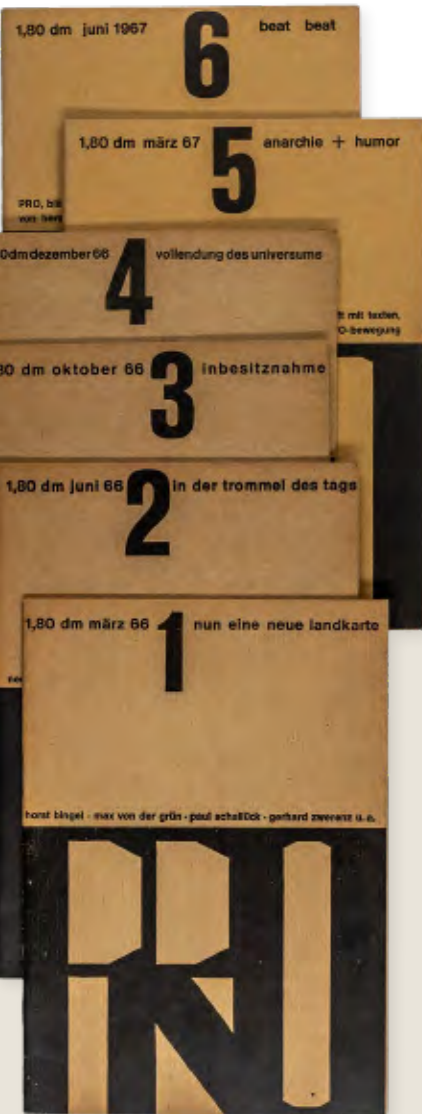 1,80 dm juni 1967 6 beat beat
PRO,
von
1,80 dm märz 67 5 anarchie + humor
mit texten,
O-bewegung
0 dm dezember 66 4 vollendung des universums
80 dm oktober 66 3 inbesitznahme
1,80 dm juni 66 2 in der trommel des tags
1,80 dm märz 66 1 nun eine neue landkarte
horst bingel · max von der grün · paul schallück · gerhard zwerenz u. a.